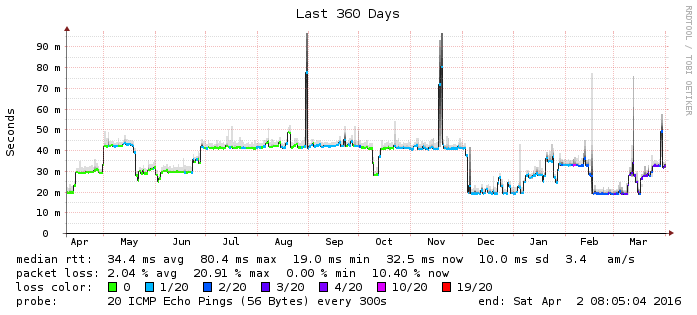 Last 360 Days
RRDTOOL / TOBI OETIKER
Seconds
90 m
80 m
70 m
60 m
50 m
40 m
30 m
20 m
10 m
0
Apr May Jun Jul Aug Sep Oct Nov Dec Jan Feb Mar
median rtt: 34.4 ms avg 80.4 ms max 19.0 ms min 32.5 ms now 10.0 ms sd 3.4 am/s
packet loss: 2.04 % avg 20.91 % max 0.00 % min 10.40 % now
loss color: 0 1/20 2/20 3/20 4/20 10/20 19/20
probe: 20 ICMP Echo Pings (56 Bytes) every 300s end: Sat Apr 2 08:05:04 2016